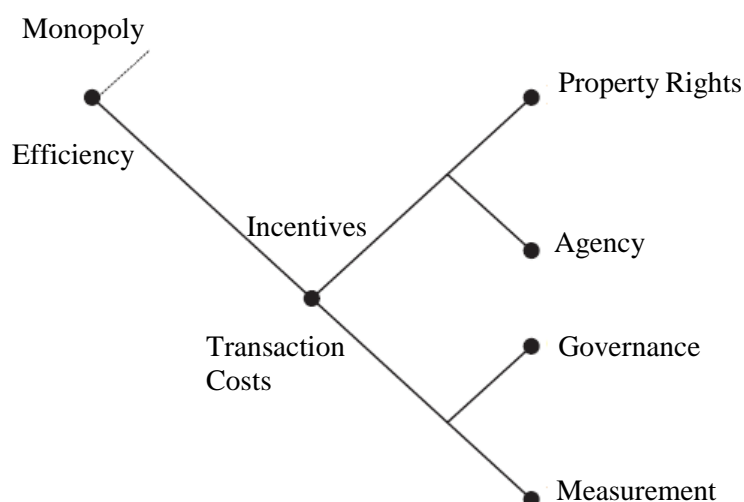 Monopoly
Property Rights
Efficiency
Incentives
Agency
Transaction
Costs
Governance
Measurement